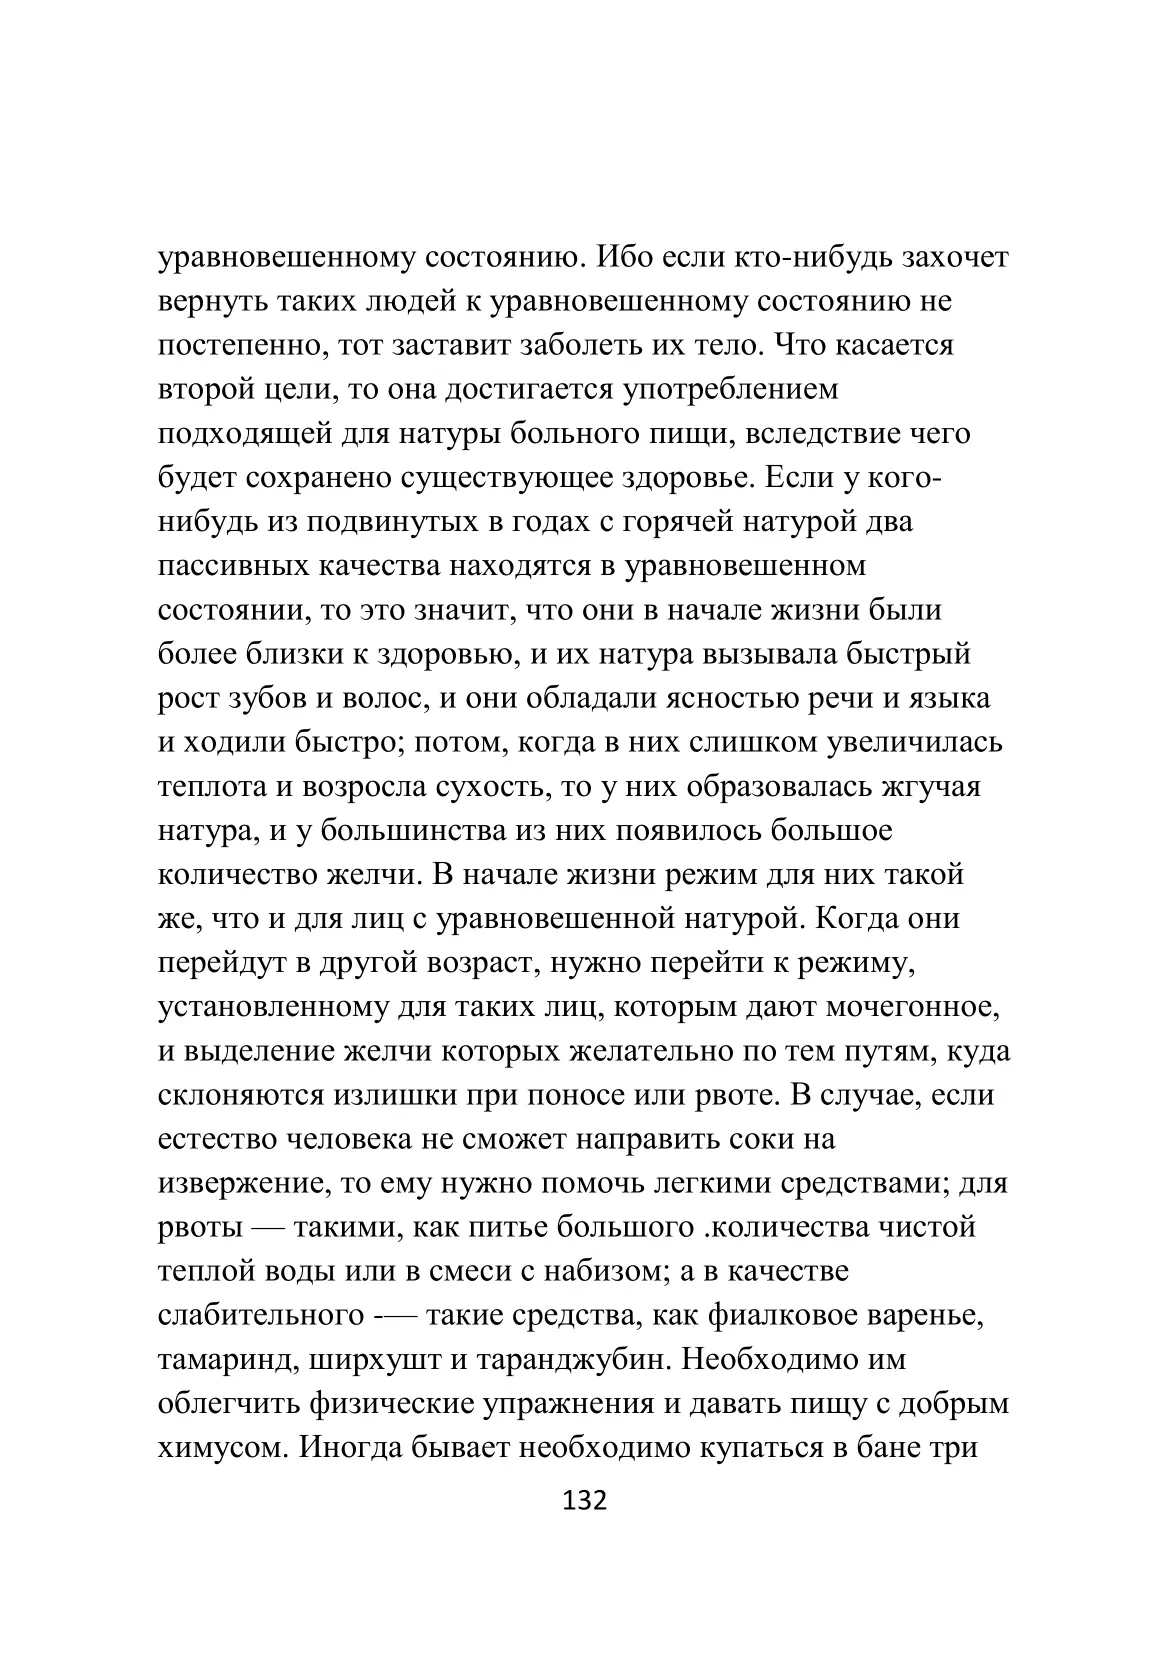 уравновешенному состоянию. Ибо если кто-нибудь захочет
вернуть таких людей к уравновешенному состоянию не
постепенно, тот заставит заболеть их тело. Что касается
второй цели, то она достигается употреблением
подходящей для натуры больного пищи, вследствие чего
будет сохранено существующее здоровье. Если у кого-
нибудь из подвинутых в годах с горячей натурой два
пассивных качества находятся в уравновешенном
состоянии, то это значит, что они в начале жизни были
более близки к здоровью, и их натура вызывала быстрый
рост зубов и волос, и они обладали ясностью речи и языка
и ходили быстро; потом, когда в них слишком увеличилась
теплота и возросла сухость, то у них образовалась жгучая
натура, и у большинства из них появилось большое
количество желчи. В начале жизни режим для них такой
же, что и для лиц с уравновешенной натурой. Когда они
перейдут в другой возраст, нужно перейти к режиму,
установленному для таких лиц, которым дают мочегонное,
и выделение желчи которых желательно по тем путям, куда
склоняются излишки при поносе или рвоте. В случае, если
естество человека не сможет направить соки на
извержение, то ему нужно помочь легкими средствами; для
рвоты — такими, как питье большого .количества чистой
теплой воды или в смеси с набизом; а в качестве
слабительного -— такие средства, как фиалковое варенье,
тамаринд, ширхушт и таранджубин. Необходимо им
облегчить физические упражнения и давать пищу с добрым
химусом. Иногда бывает необходимо купаться в бане три
132